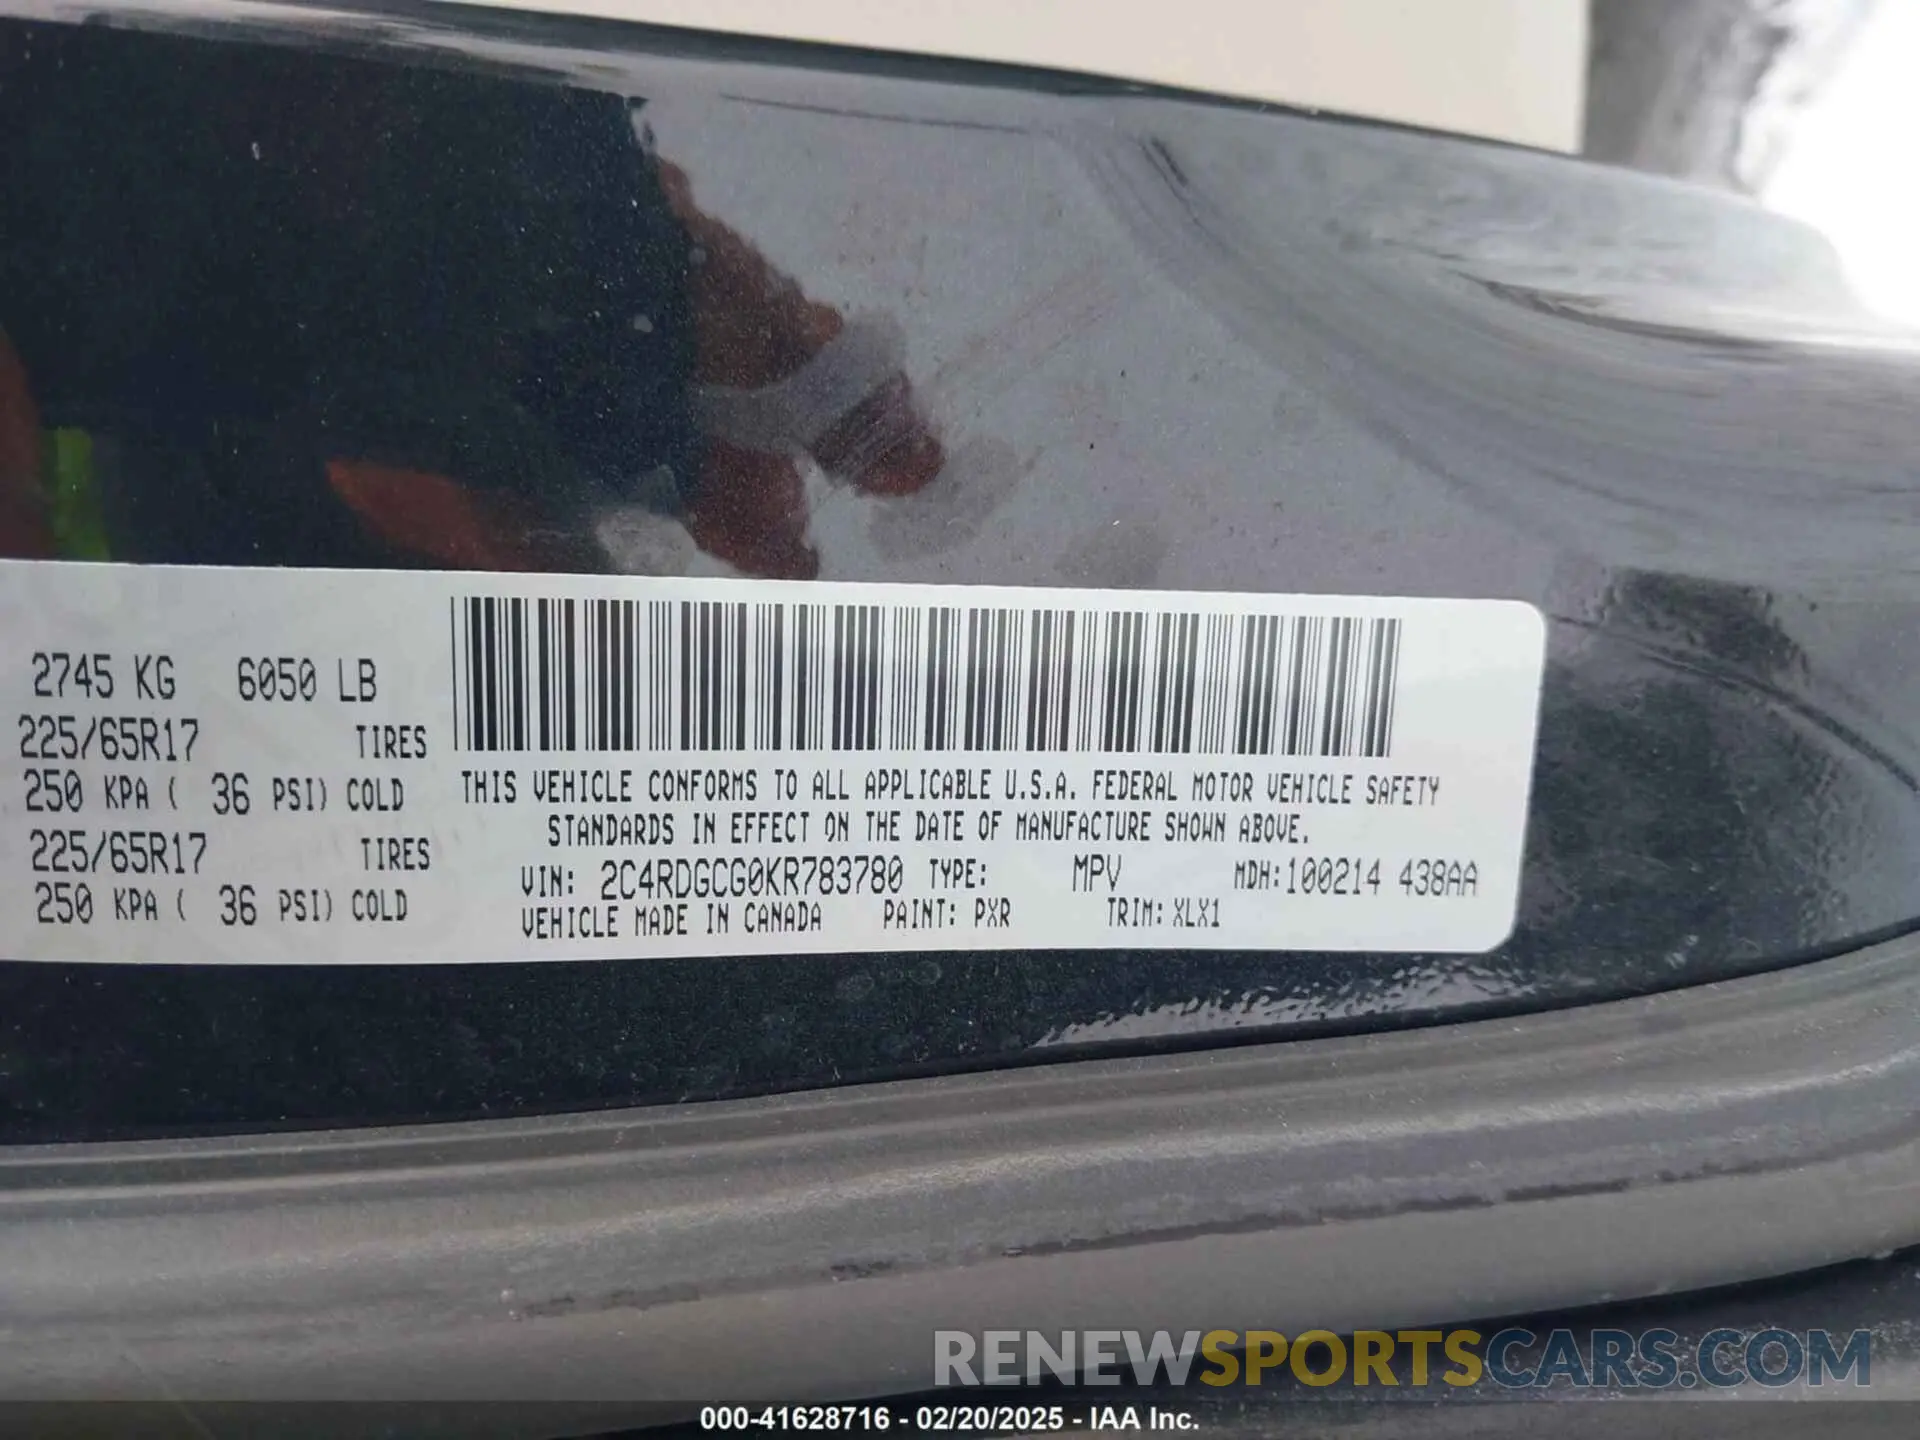 2745 KG 6050 LB
225/65R17 TIRES
250 KPA ( 36 PSI) COLD
225/65R17 TIRES
250 KPA ( 36 PSI) COLD
THIS VEHICLE CONFORMS TO ALL APPLICABLE U.S.A. FEDERAL MOTOR VEHICLE SAFETY
STANDARDS IN EFFECT ON THE DATE OF MANUFACTURE SHOWN ABOVE.
VIN: 2C4RDGCG0KR783780 TYPE: MPV MDH:100214 438AA
VEHICLE MADE IN CANADA PAINT: PXR TRIM: XLX1
RENEWSPORTSCARS.COM
000-41628716 - 02/20/2025 - IAA Inc.